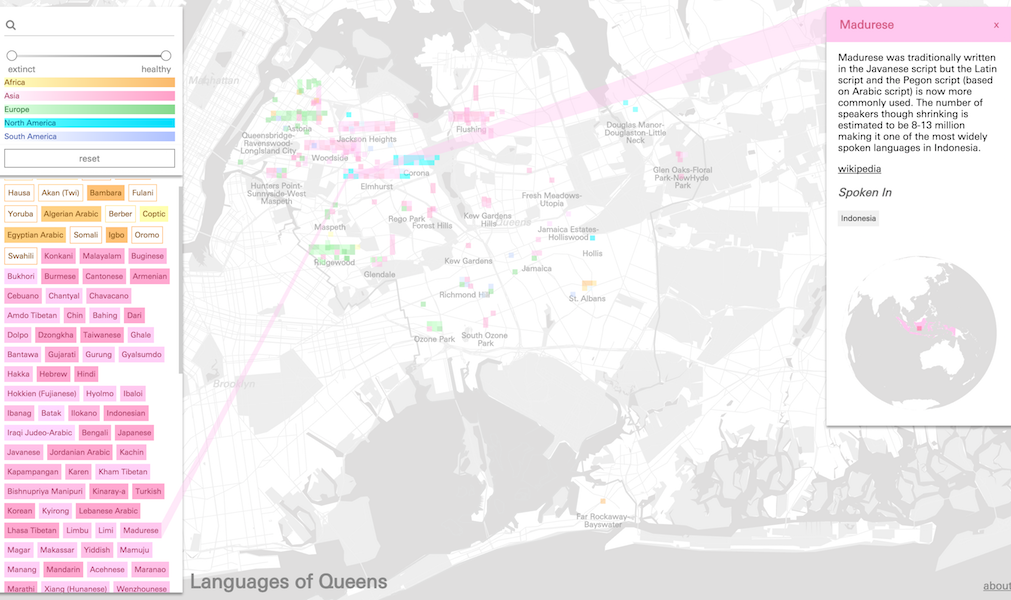 extinct healthy
Africa
Asia
Europe
North America
South America
reset
Hausa Akan (Twi) Bambara Fulani
Yoruba Algerian Arabic Berber Coptic
Egyptian Arabic Somali Igbo Oromo
Swahili Konkani Malayalam Buginese
Bukhori Burmese Cantonese Armenian
Cebuano Chantyal Chavacano
Amdo Tibetan Chin Bahing Dari
Dolpo Dzongkha Taiwanese Ghale
Bantawa Gujarati Gurung Gyalsumdo
Hakka Hebrew Hindi
Hokkien (Fujianese) Hyolmo Ibaloi
Ibanag Batak Ilokano Indonesian
Iraqi Judeo-Arabic Bengali Japanese
Javanese Jordanian Arabic Kachin
Kapampangan Karen Kham Tibetan
Bishnupriya Manipuri Kinaray-a Turkish
Korean Kyirong Lebanese Arabic
Lhasa Tibetan Limbu Limi Madurese
Magar Makassar Yiddish Mamuju
Manang Mandarin Acehnese Maranao
Marathi Xiang (Hunanese) Wenzhounese
Manhattan
Astoria
Queensbridge-
Ravenswood-
Longisland City
Jackson Heights
Flushing
Woodside
Douglas Manor-
Douglaston-Little
Neck
Corona
Elmhurst
Hunters Point-
Sunnyside-West
Maspeth
Glen Oaks-Floral
Park-NewHyde
Park
Fresh Meadows-
Utopia
Rego Park
Forest Hills
Kew Gardens
Hills
Queens
Maspeth
Jamaica Estates-
Holliswood
Hollis
Ridgewood
Kew Gardens
Glendale
Jamaica
Richmond Hill
St. Albans
Ozone Park
South Ozone
Park
Brooklyn
Far Rockaway-
Bayswater
Languages of Queens
Madurese x
Madurese was traditionally written
in the Javanese script but the Latin
script and the Pegon script (based
on Arabic script) is now more
commonly used. The number of
speakers though shrinking is
estimated to be 8-13 million
making it one of the most widely
spoken languages in Indonesia.
wikipedia
Spoken In
Indonesia
about